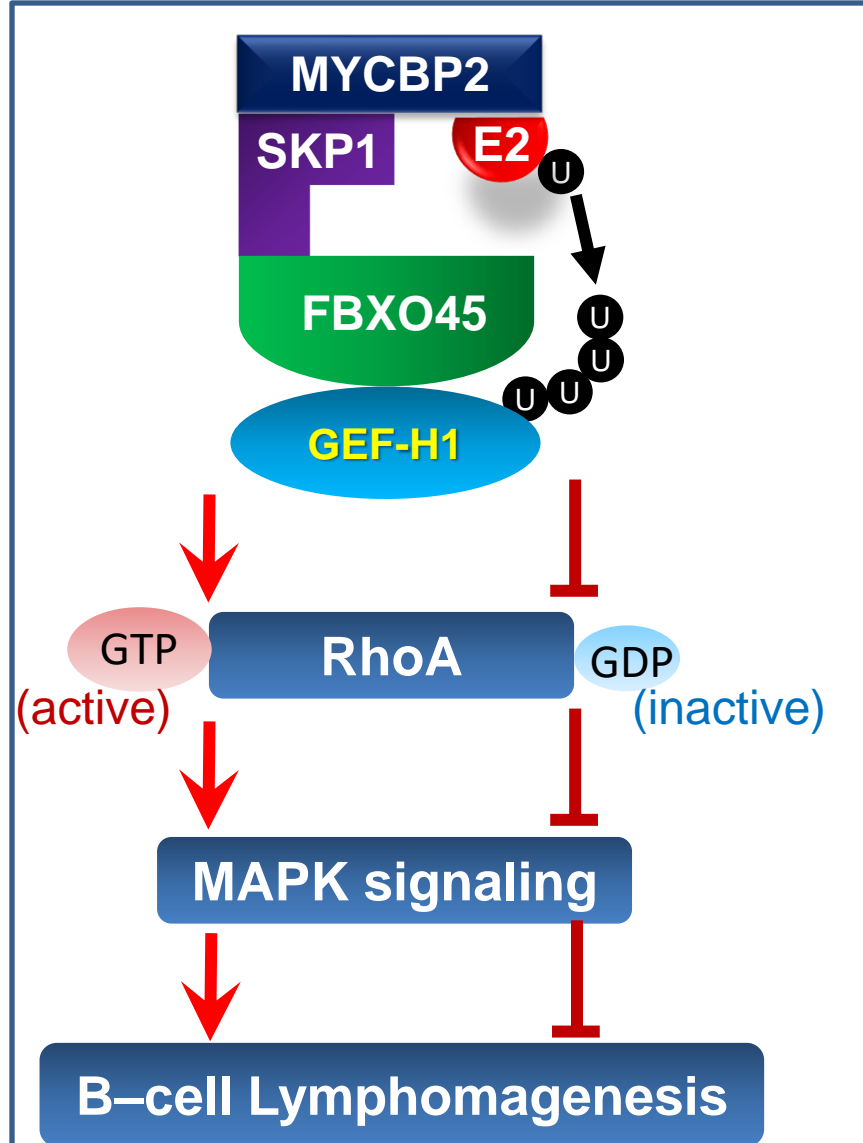 MYCBP2
SKP1
E2
U
FBXO45
U
U
U
U
GEF-H1
GTP
RhoA
GDP
(active)
(inactive)
MAPK signaling
B–cell Lymphomagenesis